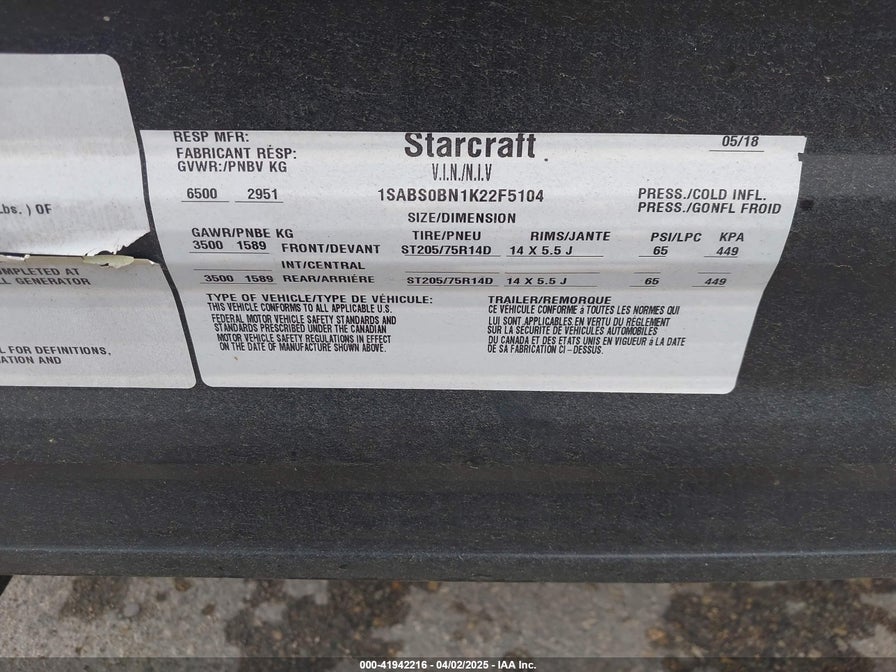 Lbs. ) OF
COMPLETED AT
GENERATOR
FOR DEFINITIONS,
AND
RESP MFR:
FABRICANT RÉSP:
Starcraft
05/18
GVWR:/PNBV KG
V.I.N./N.I.V
6500 2951
1SABS0BN1K22F5104
PRESS./COLD INFL.
PRESS./GONFL FROID
SIZE/DIMENSION
GAWR/PNBE KG
TIRE/PNEU RIMS/JANTE PSI/LPC KPA
3500 1589 FRONT/DEVANT ST205/75R14D 14 X 5.5 J 65 449
INT/CENTRAL
3500 1589 REAR/ARRIÉRE ST205/75R14D 14 X 5.5 J 65 449
TYPE OF VEHICLE/TYPE DE VÉHICULE:
THIS VEHICLE CONFORMS TO ALL APPLICABLE U.S.
FEDERAL MOTOR VEHICLE SAFETY STANDARDS AND
STANDARDS PRESCRIBED UNDER THE CANADIAN
MOTOR VEHICLE SAFETY REGULATIONS IN EFFECT
ON THE DATE OF MANUFACTURE SHOWN ABOVE.
TRAILER/REMORQUE
CE VÉHICULE CONFORME à TOUTES LES NORMES QUI
LUI SONT APPLICABLES EN VERTU DU RÉGLEMENT
SUR LA SÉCURITÉ DE VÉHICULES AUTOMOBILES
DU CANADA ET DES ETATS UNIS EN VIGUEUR à LA DATE
DE SA FABRICATION CI-DESSUS.
000-41942216 - 04/02/2025 - IAA Inc.